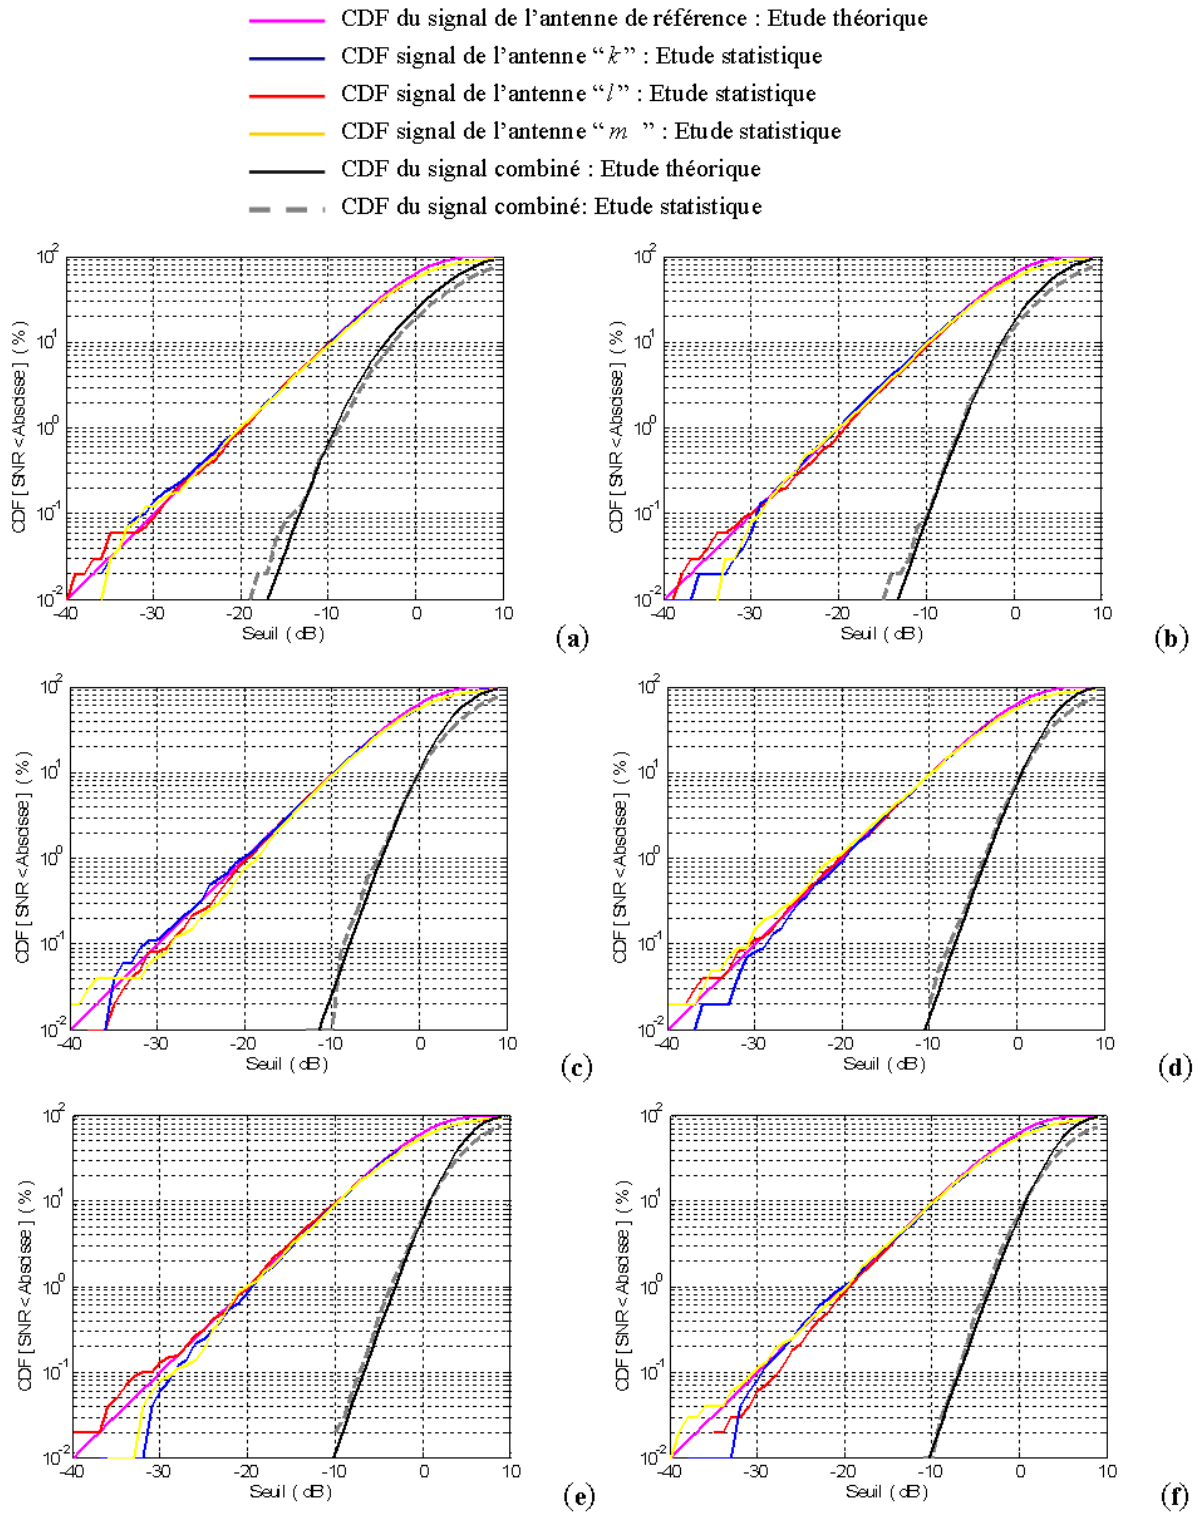 CDF du signal de l'antenne de référence : Etude théorique
CDF signal de l'antenne “k” : Etude statistique
CDF signal de l'antenne “l” : Etude statistique
CDF signal de l'antenne “m ” : Etude statistique
CDF du signal combiné : Etude théorique
CDF du signal combiné: Etude statistique
CDF [ SNR < Abscisse ] ( % )
10^2
10^1
10^0
10^-1
10^-2
-40 -30 -20 -10 0 10
Seuil ( dB )
(a)
CDF [ SNR < Abscisse ] ( % )
10^2
10^1
10^0
10^-1
10^-2
-40 -30 -20 -10 0 10
Seuil ( dB )
(b)
CDF [ SNR < Abscisse ] ( % )
10^2
10^1
10^0
10^-1
10^-2
-40 -30 -20 -10 0 10
Seuil ( dB )
(c)
CDF [ SNR < Abscisse ] ( % )
10^2
10^1
10^0
10^-1
10^-2
-40 -30 -20 -10 0 10
Seuil ( dB )
(d)
CDF [ SNR < Abscisse ] ( % )
10^2
10^1
10^0
10^-1
10^-2
-40 -30 -20 -10 0 10
Seuil ( dB )
(e)
CDF [ SNR < Abscisse ] ( % )
10^2
10^1
10^0
10^-1
10^-2
-40 -30 -20 -10 0 10
Seuil ( dB )
(f)